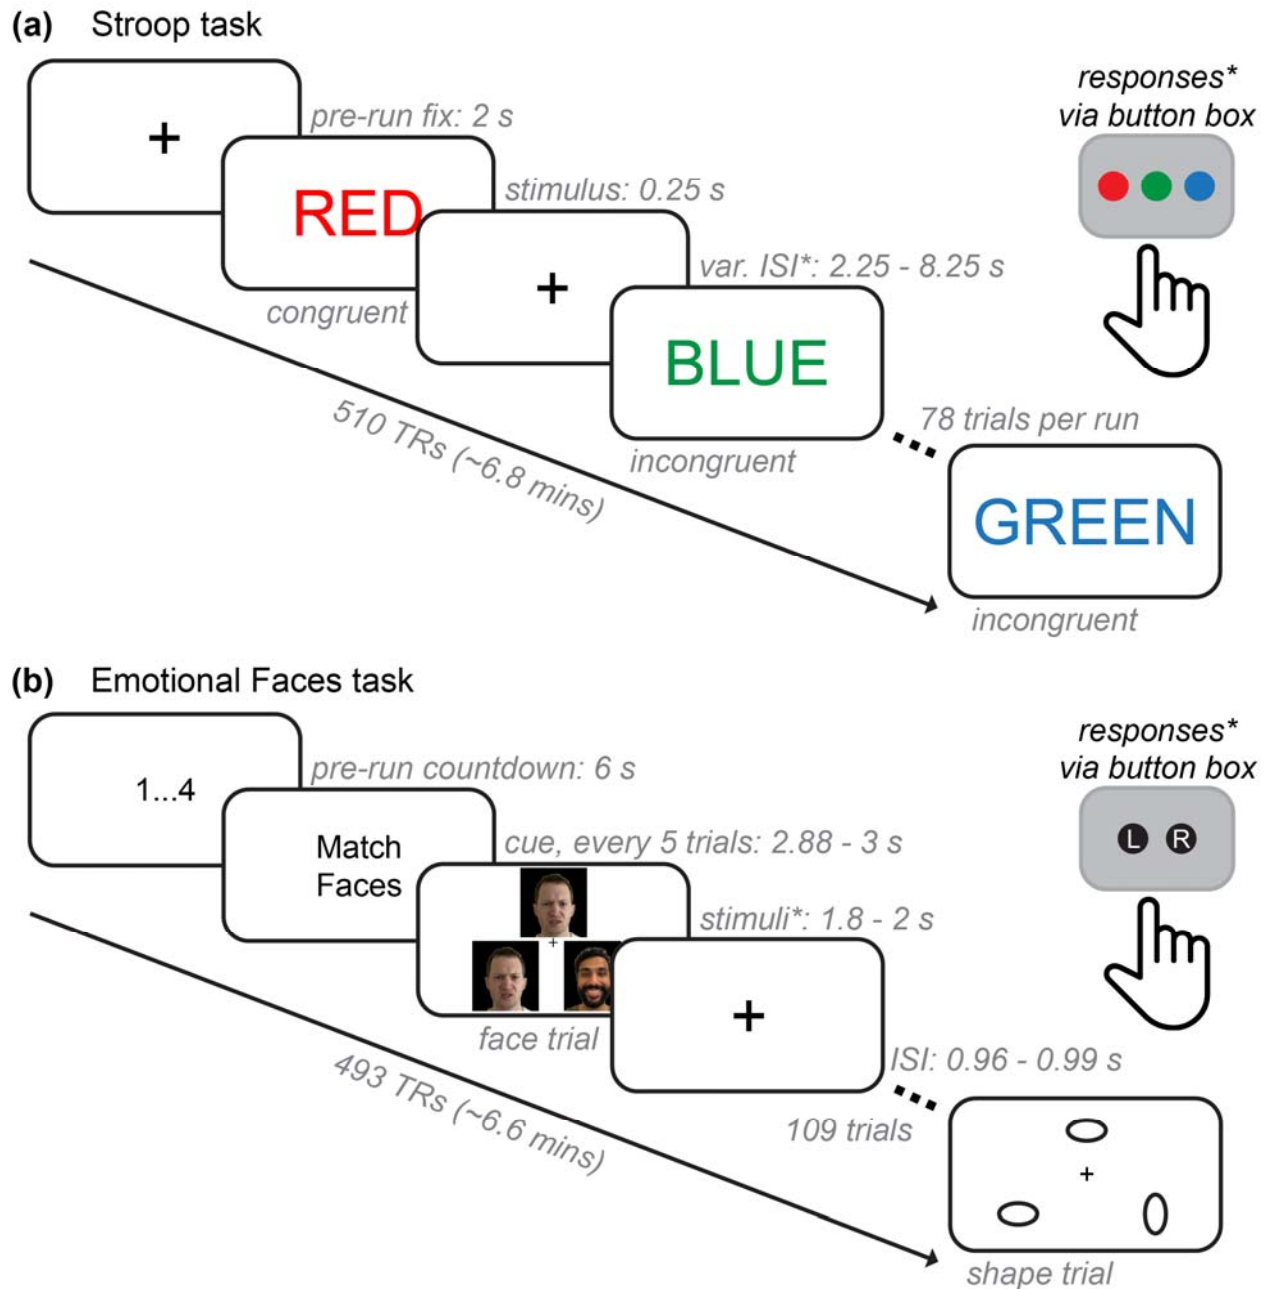 (a) Stroop task
responses*
via button box
pre-run fix: 2 s
RED
stimulus: 0.25 s
congruent
var. ISI*: 2.25 - 8.25 s
BLUE
incongruent
78 trials per run
510 TRs (~6.8 mins)
GREEN
incongruent
(b) Emotional Faces task
responses*
via button box
L R
1...4
pre-run countdown: 6 s
Match
Faces
cue, every 5 trials: 2.88 - 3 s
stimuli*: 1.8 - 2 s
face trial
ISI: 0.96 - 0.99 s
109 trials
493 TRs (~6.6 mins)
shape trial